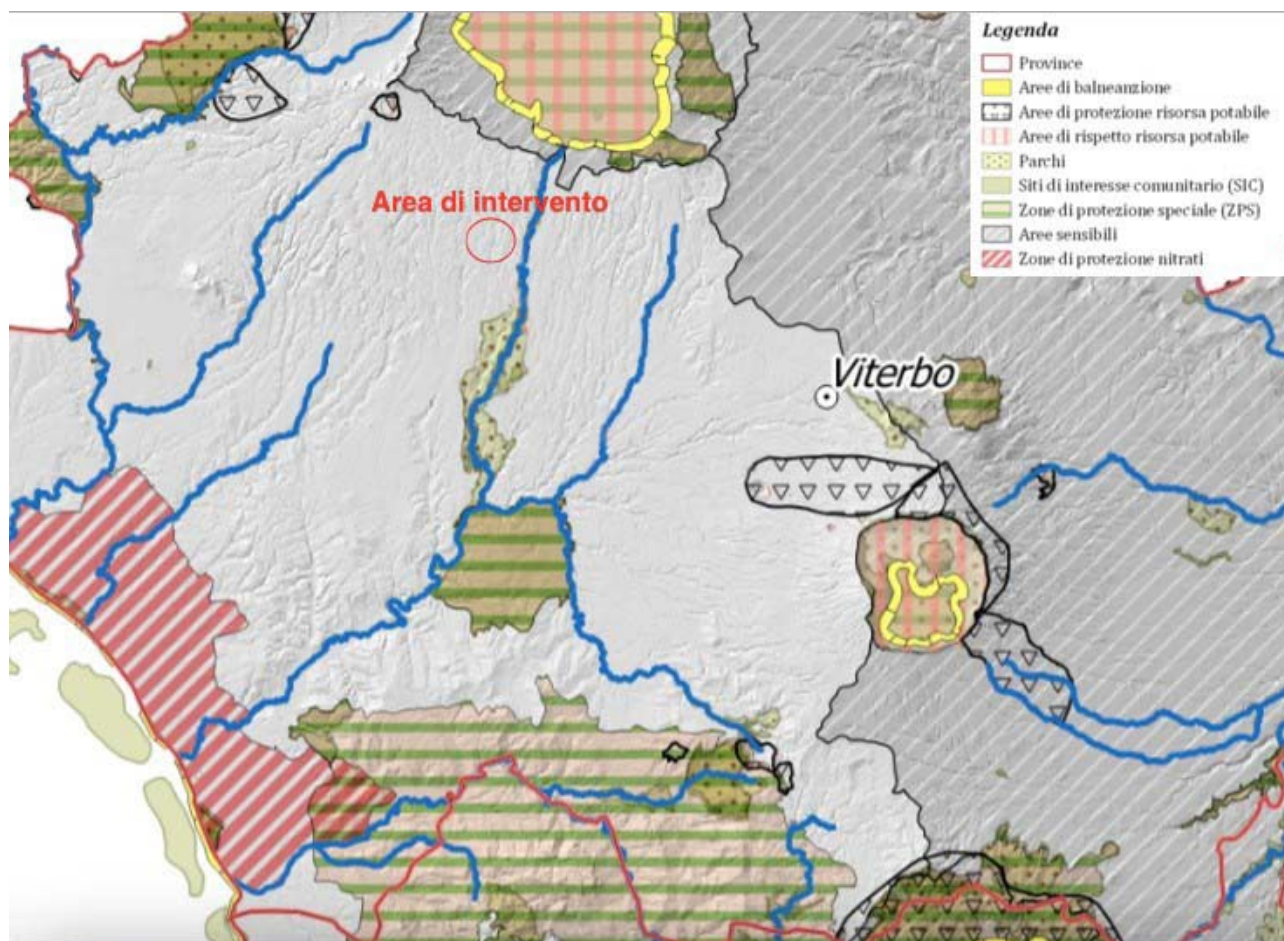 Legenda
Province
Aree di balneanzione
Aree di protezione risorsa potabile
Aree di rispetto risorsa potabile
Parchi
Siti di interesse comunitario (SIC)
Zone di protezione speciale (ZPS)
Aree sensibili
Zone di protezione nitrati
Area di intervento
Viterbo